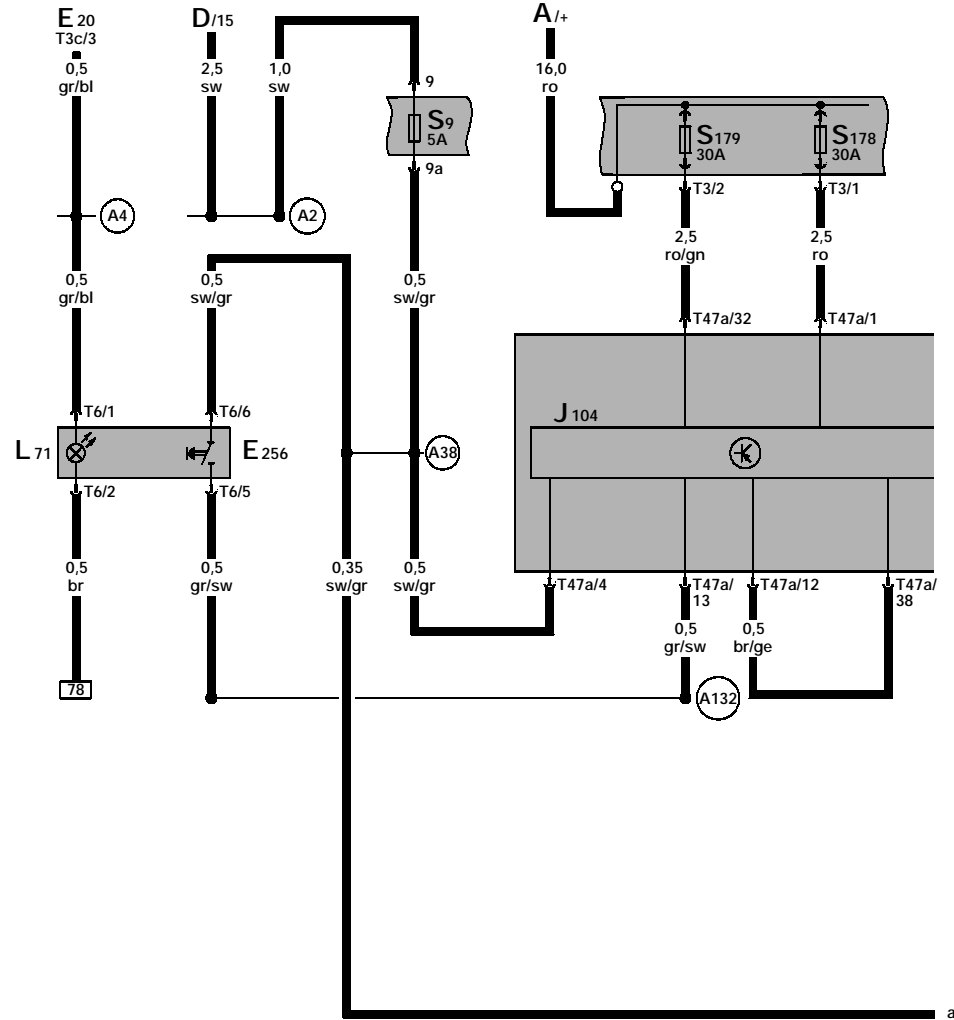 E 20
T3c/3
D/15
A/+
0,5
gr/bl
2,5
sw
1,0
sw
16,0
ro
9
S9
5A
9a
S179
30A
S178
30A
T3/2
T3/1
A4
A2
2,5
ro/gn
2,5
ro
0,5
gr/bl
0,5
sw/gr
0,5
sw/gr
T47a/32
T47a/1
T6/1
T6/6
J 104
L 71
E 256
A38
T6/2
T6/5
0,5
br
0,5
gr/sw
0,35
sw/gr
0,5
sw/gr
T47a/4
T47a/
13
T47a/12
T47a/
38
0,5
gr/sw
0,5
br/ge
78
A132
a